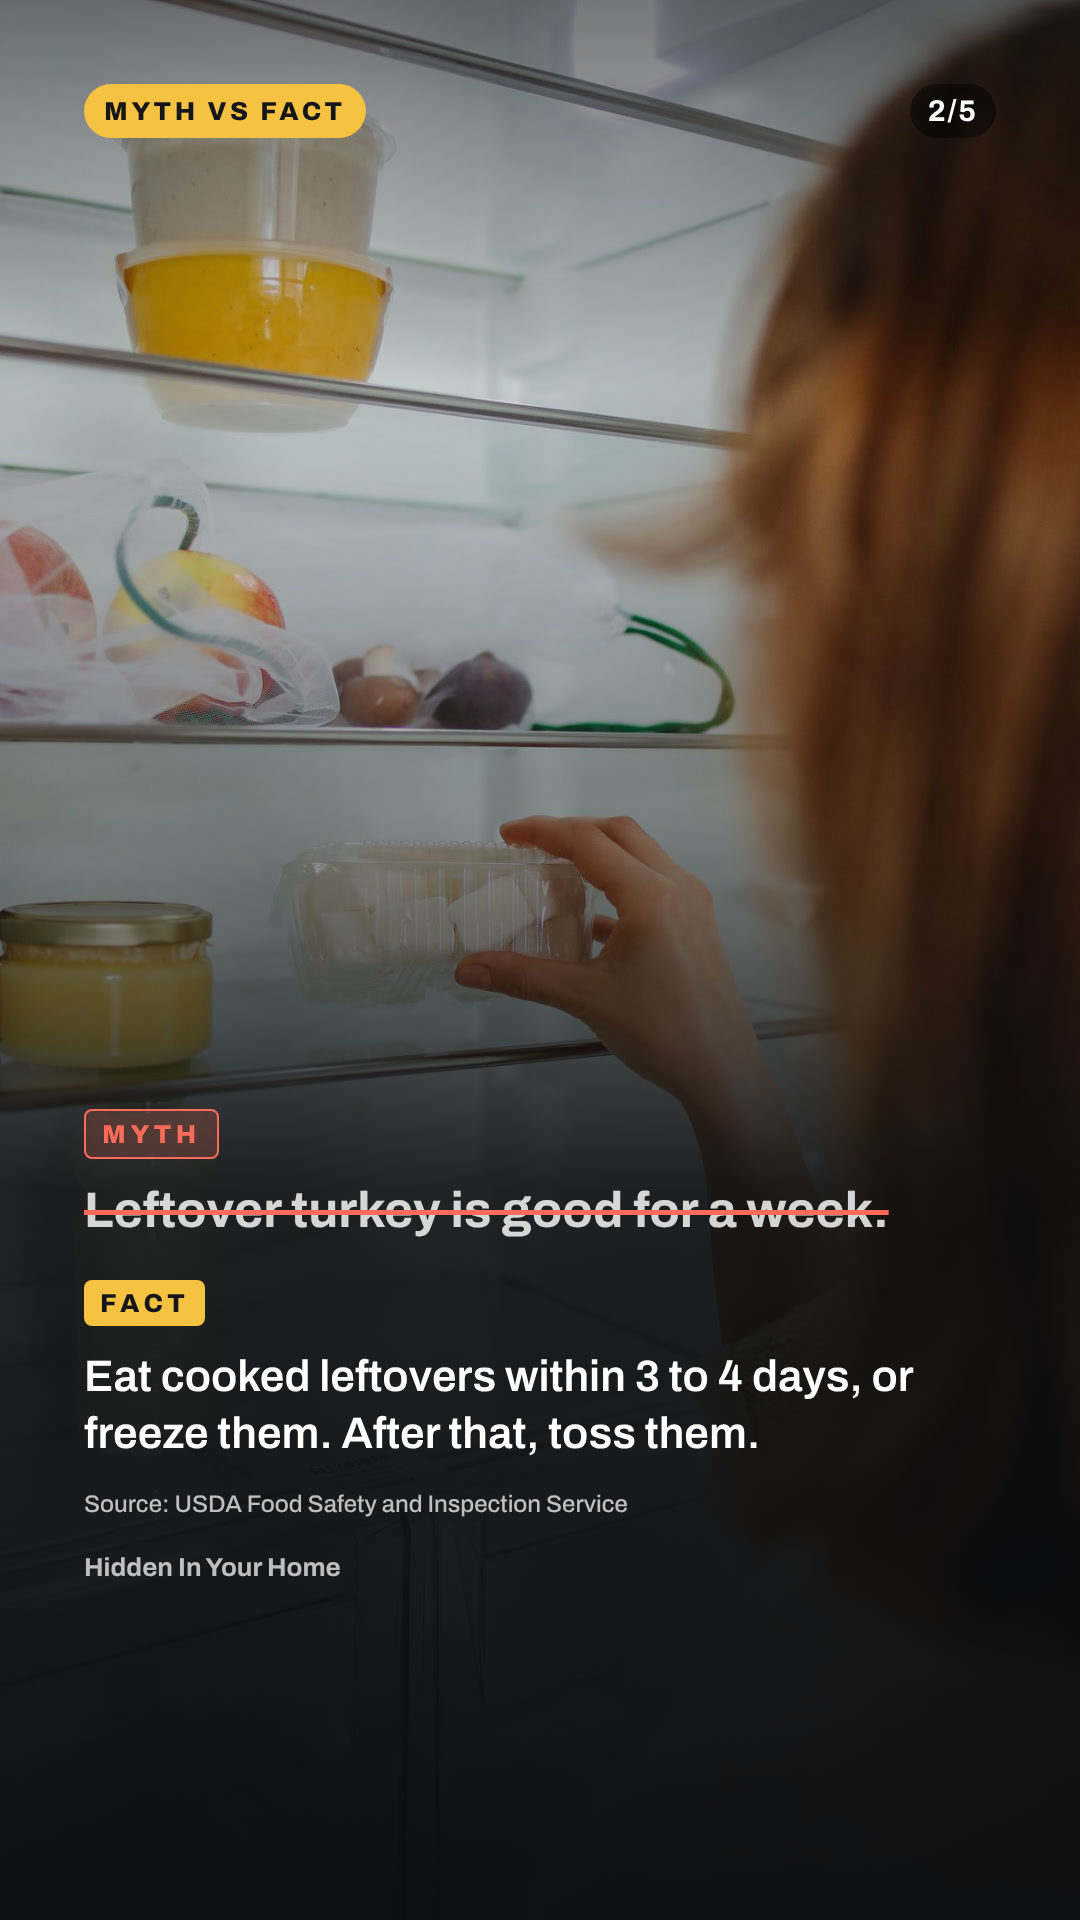 MYTH VS FACT
2/5
MYTH
Leftover turkey is good for a week.
FACT
Eat cooked leftovers within 3 to 4 days, or
freeze them. After that, toss them.
Source: USDA Food Safety and Inspection Service
Hidden In Your Home